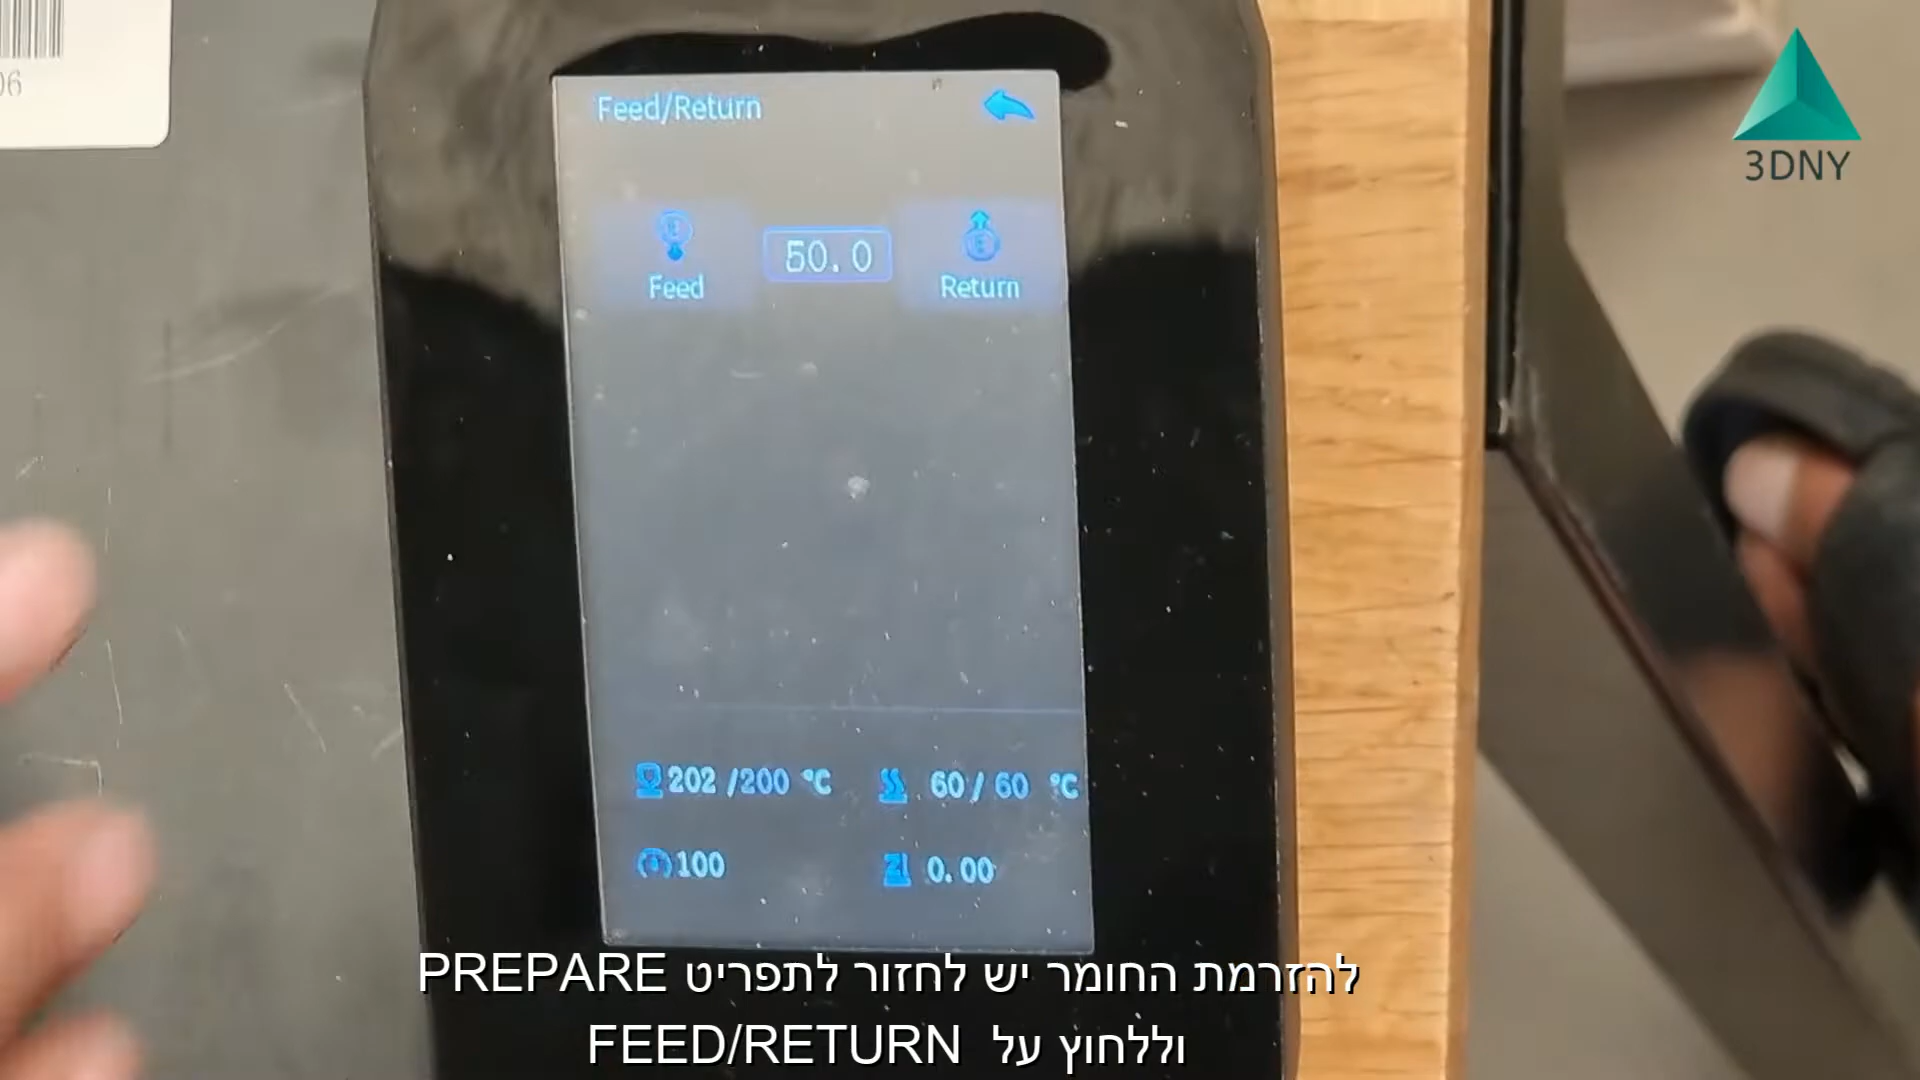 06
3DNY
Feed/Return
Feed
50.0
Return
202 /200 °C
60/ 60 °C
100
0.00
להזרמת החומר יש לחזור לתפריט PREPARE
וללחוץ על FEED/RETURN